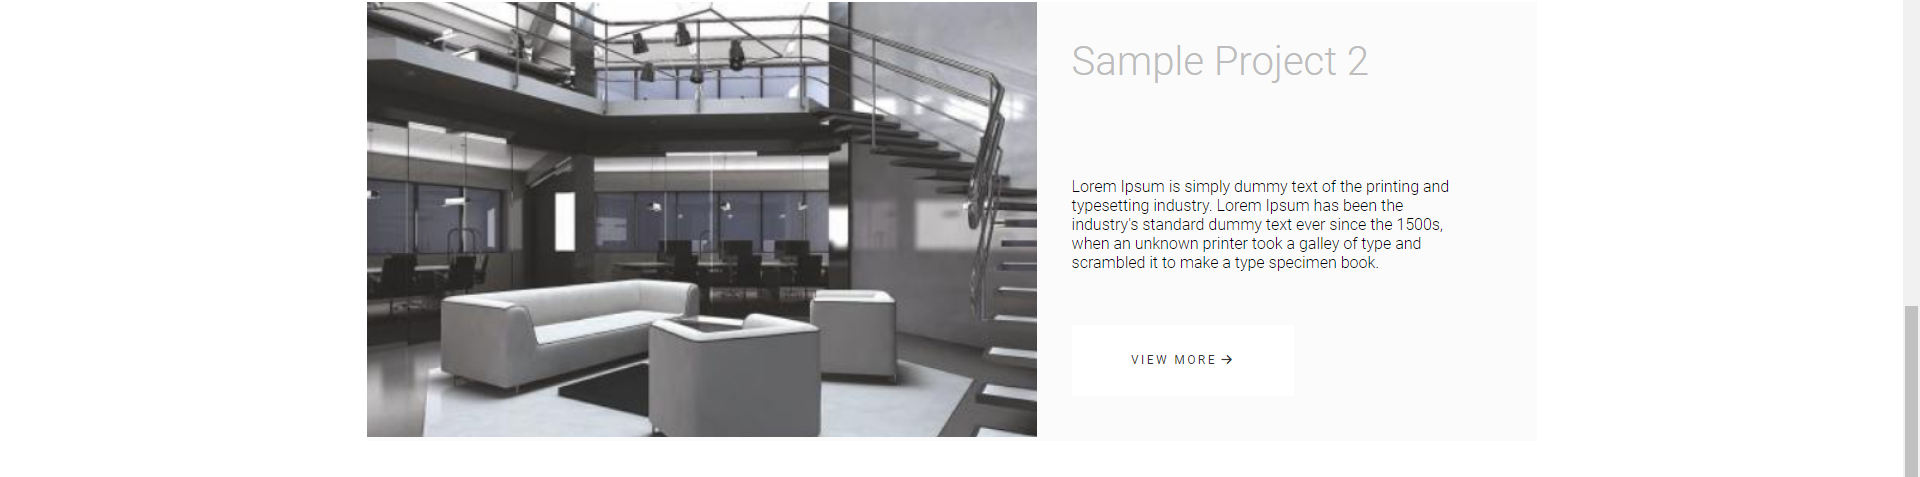 Sample Project 2
Lorem Ipsum is simply dummy text of the printing and
typesetting industry. Lorem Ipsum has been the
industry's standard dummy text ever since the 1500s,
when an unknown printer took a galley of type and
scrambled it to make a type specimen book.
VIEW MORE →